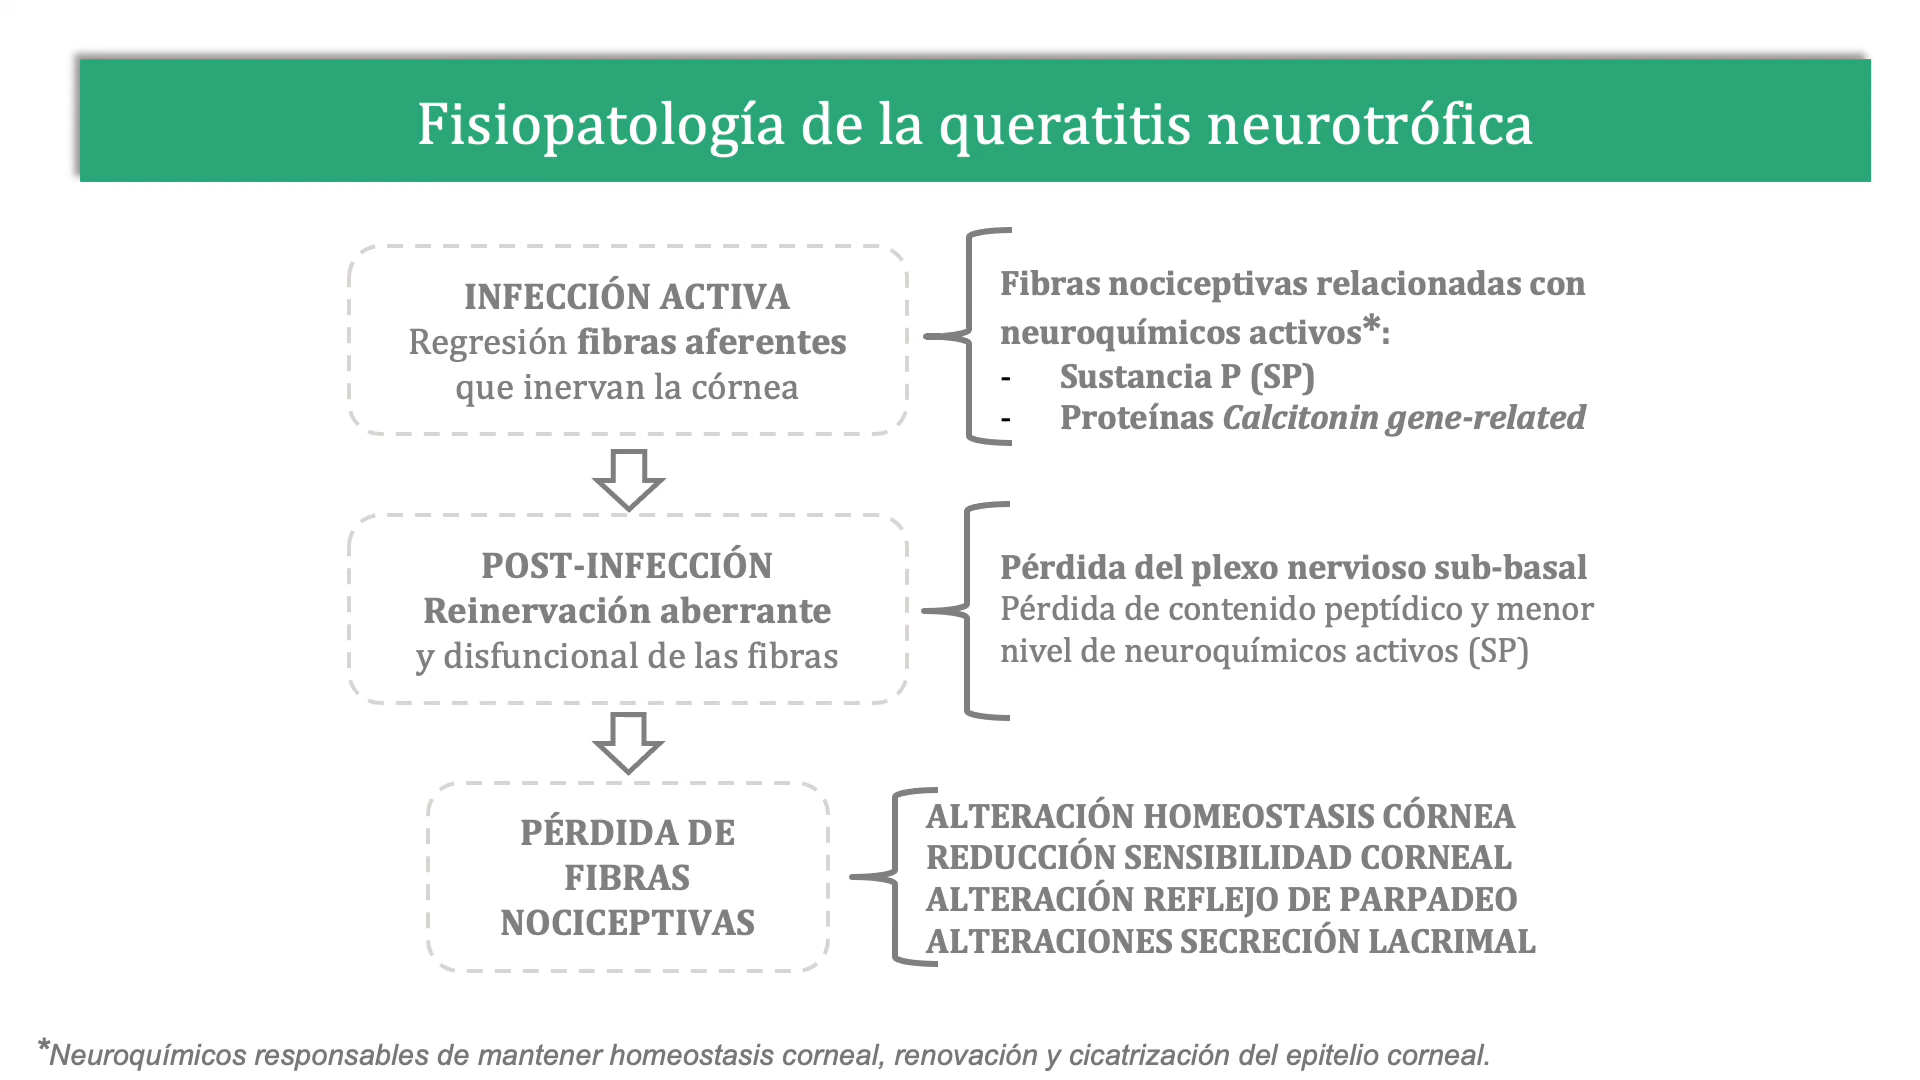 Fisiopatología de la queratitis neurotrófica
INFECCIÓN ACTIVA
Regresión fibras aferentes
que inervan la córnea
Fibras nociceptivas relacionadas con
neuroquímicos activos*:
- Sustancia P (SP)
- Proteínas Calcitonin gene-related
POST-INFECCIÓN
Reinervación aberrante
y disfuncional de las fibras
Pérdida del plexo nervioso sub-basal
Pérdida de contenido peptídico y menor
nivel de neuroquímicos activos (SP)
PÉRDIDA DE
FIBRAS
NOCICEPTIVAS
ALTERACIÓN HOMEOSTASIS CÓRNEA
REDUCCIÓN SENSIBILIDAD CORNEAL
ALTERACIÓN REFLEJO DE PARPADEO
ALTERACIONES SECRECIÓN LACRIMAL
*Neuroquímicos responsables de mantener homeostasis corneal, renovación y cicatrización del epitelio corneal.